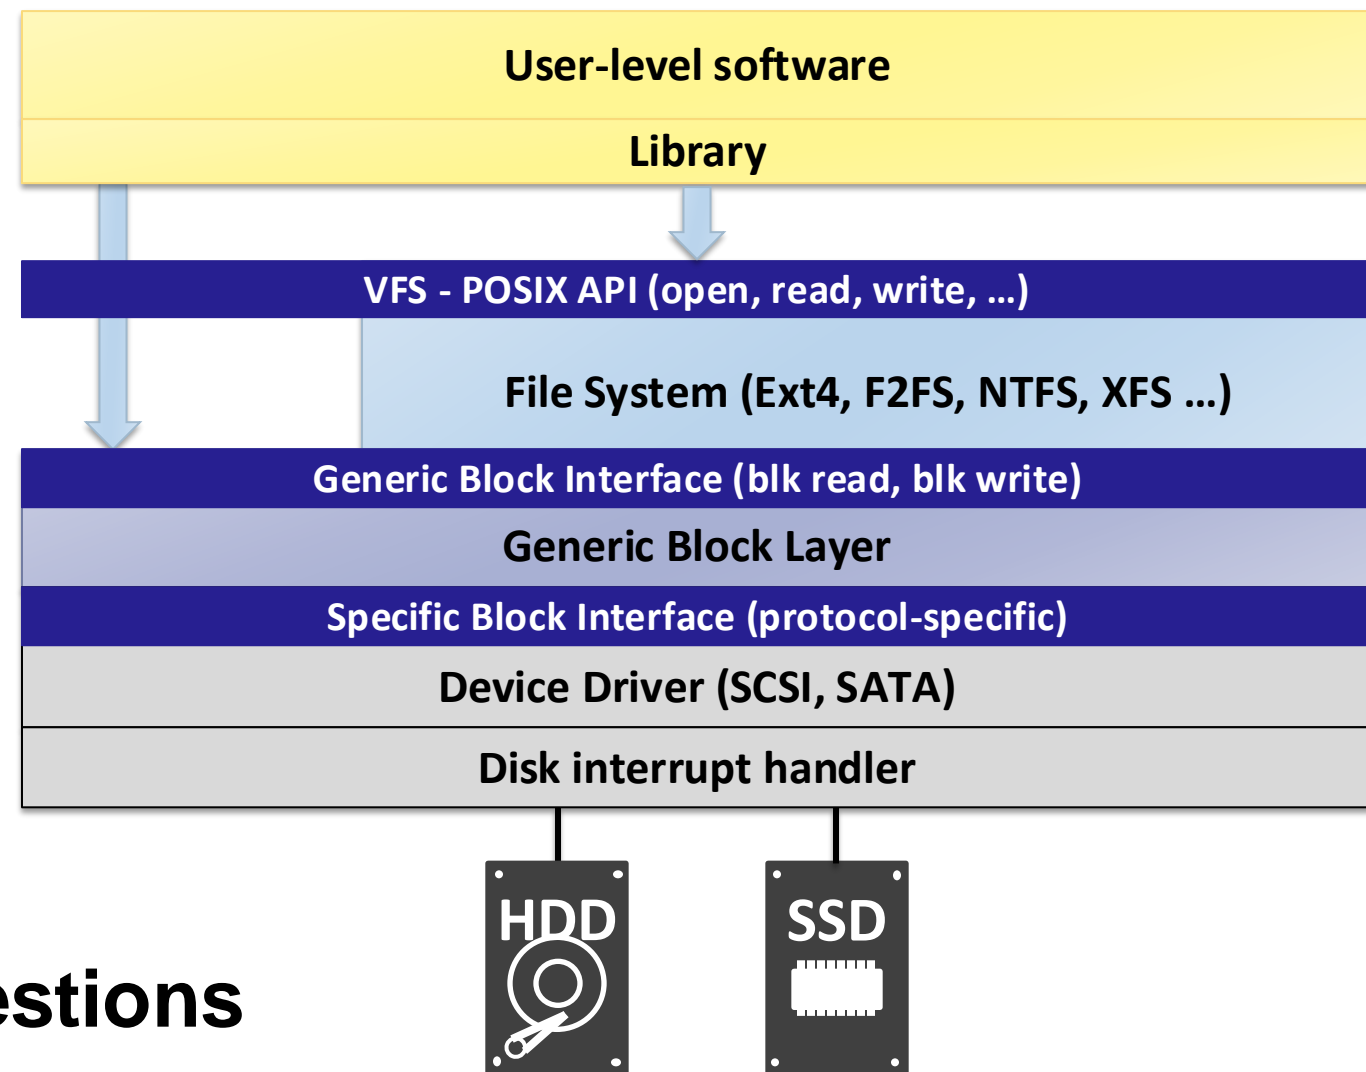 User-level software
Library
VFS - POSIX API (open, read, write, …)
File System (Ext4, F2FS, NTFS, XFS …)
Generic Block Interface (blk read, blk write)
Generic Block Layer
Specific Block Interface (protocol-specific)
Device Driver (SCSI, SATA)
Disk interrupt handler
HDD
SSD
estions